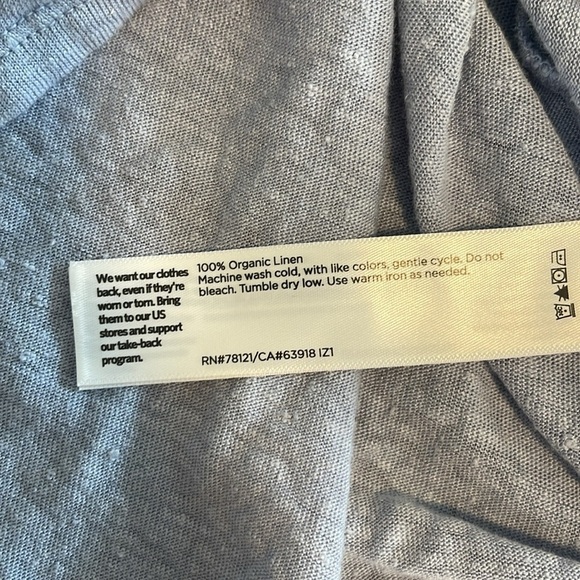 We want our clothes
back, even if they're
worn or torn. Bring
them to our US
stores and support
our take-back
program.
100% Organic Linen
Machine wash cold, with like colors, gentle cycle. Do not
bleach. Tumble dry low. Use warm iron as needed.
RN#78121/CA#63918 IZ1